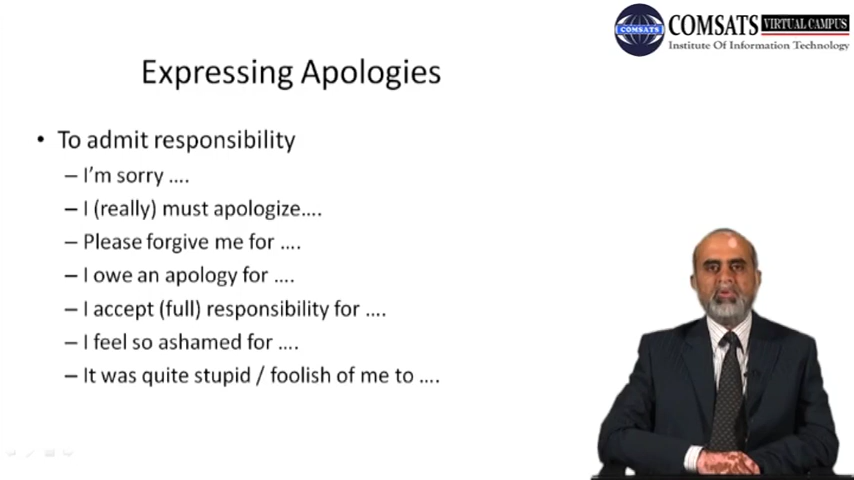 COMSATS VIRTUAL CAMPUS
COMSATS
Institute Of Information Technology
Expressing Apologies
• To admit responsibility
– I'm sorry ....
– I (really) must apologize....
– Please forgive me for ....
– I owe an apology for ....
– I accept (full) responsibility for ....
– I feel so ashamed for ....
– It was quite stupid / foolish of me to ....